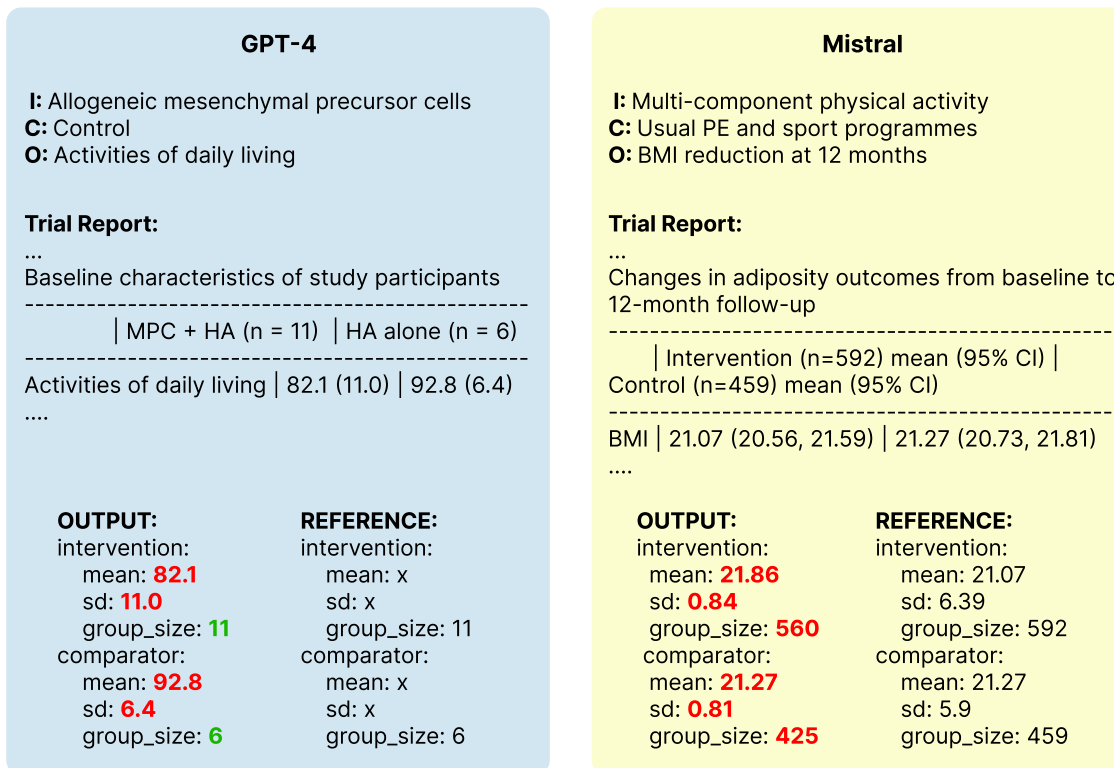 GPT-4
I: Allogeneic mesenchymal precursor cells
C: Control
O: Activities of daily living
Trial Report:
...
Baseline characteristics of study participants
-------------------------------------------------
| MPC + HA (n = 11) | HA alone (n = 6)
-------------------------------------------------
Activities of daily living | 82.1 (11.0) | 92.8 (6.4)
....
OUTPUT:
intervention:
mean: 82.1
sd: 11.0
group_size: 11
comparator:
mean: 92.8
sd: 6.4
group_size: 6
REFERENCE:
intervention:
mean: x
sd: x
group_size: 11
comparator:
mean: x
sd: x
group_size: 6
Mistral
I: Multi-component physical activity
C: Usual PE and sport programmes
O: BMI reduction at 12 months
Trial Report:
...
Changes in adiposity outcomes from baseline to
12-month follow-up
-------------------------------------------------
| Intervention (n=592) mean (95% CI) |
Control (n=459) mean (95% CI)
-------------------------------------------------
BMI | 21.07 (20.56, 21.59) | 21.27 (20.73, 21.81)
....
OUTPUT:
intervention:
mean: 21.86
sd: 0.84
group_size: 560
comparator:
mean: 21.27
sd: 0.81
group_size: 425
REFERENCE:
intervention:
mean: 21.07
sd: 6.39
group_size: 592
comparator:
mean: 21.27
sd: 5.9
group_size: 459